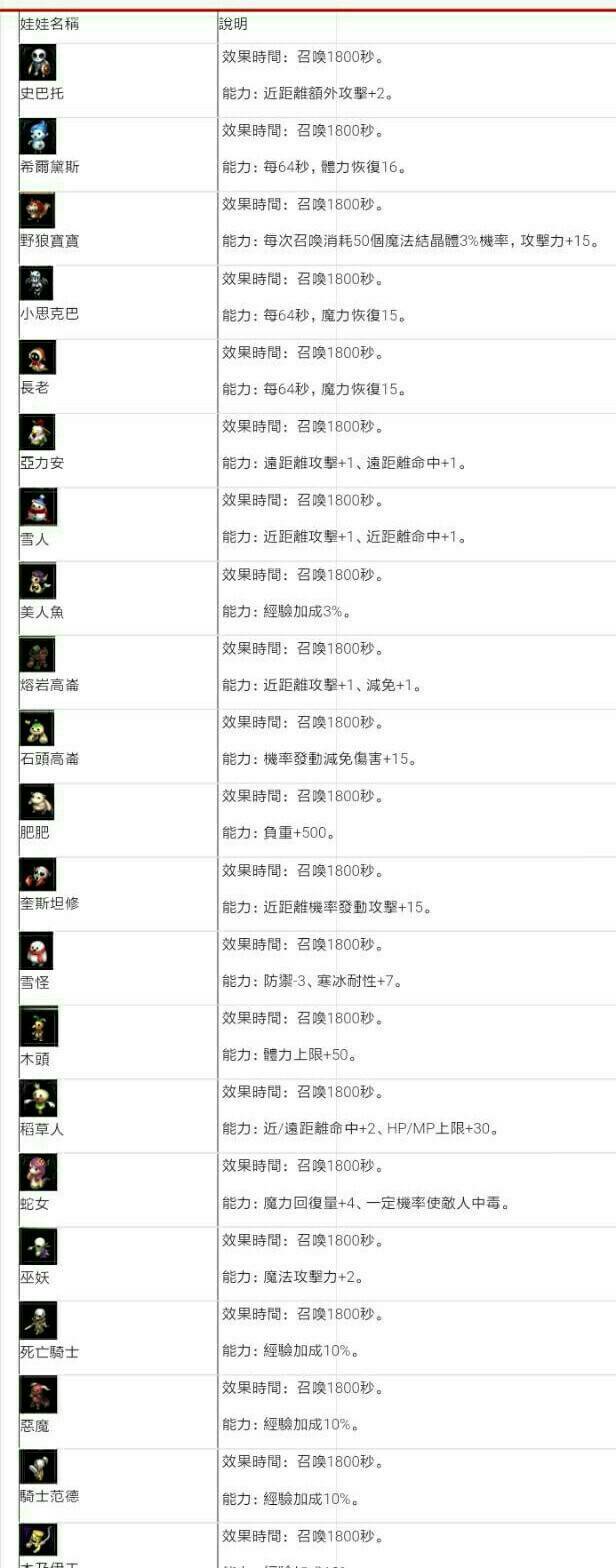 娃娃名稱 說明
效果時間：召喚1800秒。
史巴托 能力：近距離額外攻擊+2。
效果時間：召喚1800秒。
希爾黛斯 能力：每64秒，體力恢復16。
效果時間：召喚1800秒。
野狼寶寶 能力：每次召喚消耗50個魔法結晶體3%機率，攻擊力+15。
效果時間：召喚1800秒。
小思克巴 能力：每64秒，魔力恢復15。
效果時間：召喚1800秒。
長老 能力：每64秒，魔力恢復15。
效果時間：召喚1800秒。
亞力安 能力：遠距離攻擊+1、遠距離命中+1。
效果時間：召喚1800秒。
雪人 能力：近距離攻擊+1、近距離命中+1。
效果時間：召喚1800秒。
美人魚 能力：經驗加成3%。
效果時間：召喚1800秒。
熔岩高崙 能力：近距離攻擊+1、減免+1。
效果時間：召喚1800秒。
石頭高崙 能力：機率發動減免傷害+15。
效果時間：召喚1800秒。
肥肥 能力：負重+500。
效果時間：召喚1800秒。
奎斯坦修 能力：近距離機率發動攻擊+15。
效果時間：召喚1800秒。
雪怪 能力：防禦-3、寒冰耐性+7。
效果時間：召喚1800秒。
木頭 能力：體力上限+50。
效果時間：召喚1800秒。
稻草人 能力：近/遠距離命中+2、HP/MP上限+30。
效果時間：召喚1800秒。
蛇女 能力：魔力回復量+4、一定機率使敵人中毒。
效果時間：召喚1800秒。
巫妖 能力：魔法攻擊力+2。
效果時間：召喚1800秒。
死亡騎士 能力：經驗加成10%。
效果時間：召喚1800秒。
惡魔 能力：經驗加成10%。
效果時間：召喚1800秒。
騎士范德 能力：經驗加成10%。
效果時間：召喚1800秒。